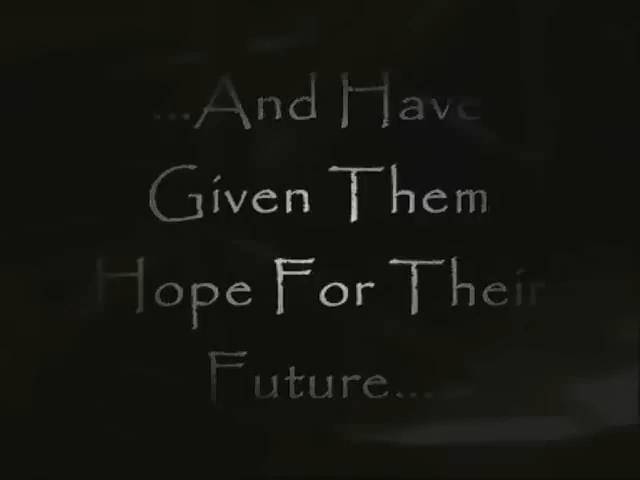 ...And Have
Given Them
Hope For Their
Future...